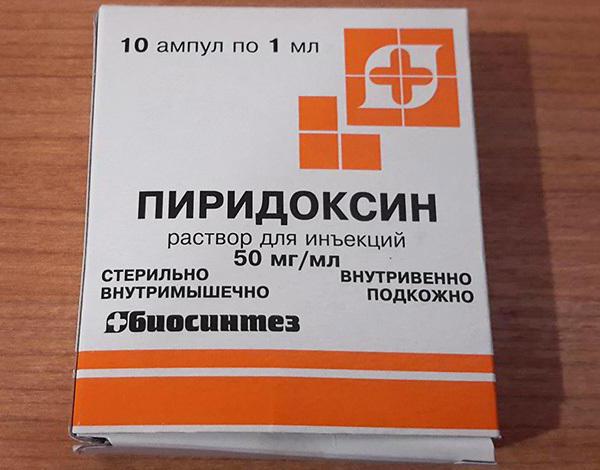 10 ампул по 1 мл
ПИРИДОКСИН
раствор для инъекций
50 мг/мл
СТЕРИЛЬНО
ВНУТРИМЫШЕЧНО
ВНУТРИВЕННО
ПОДКОЖНО
биосинтез